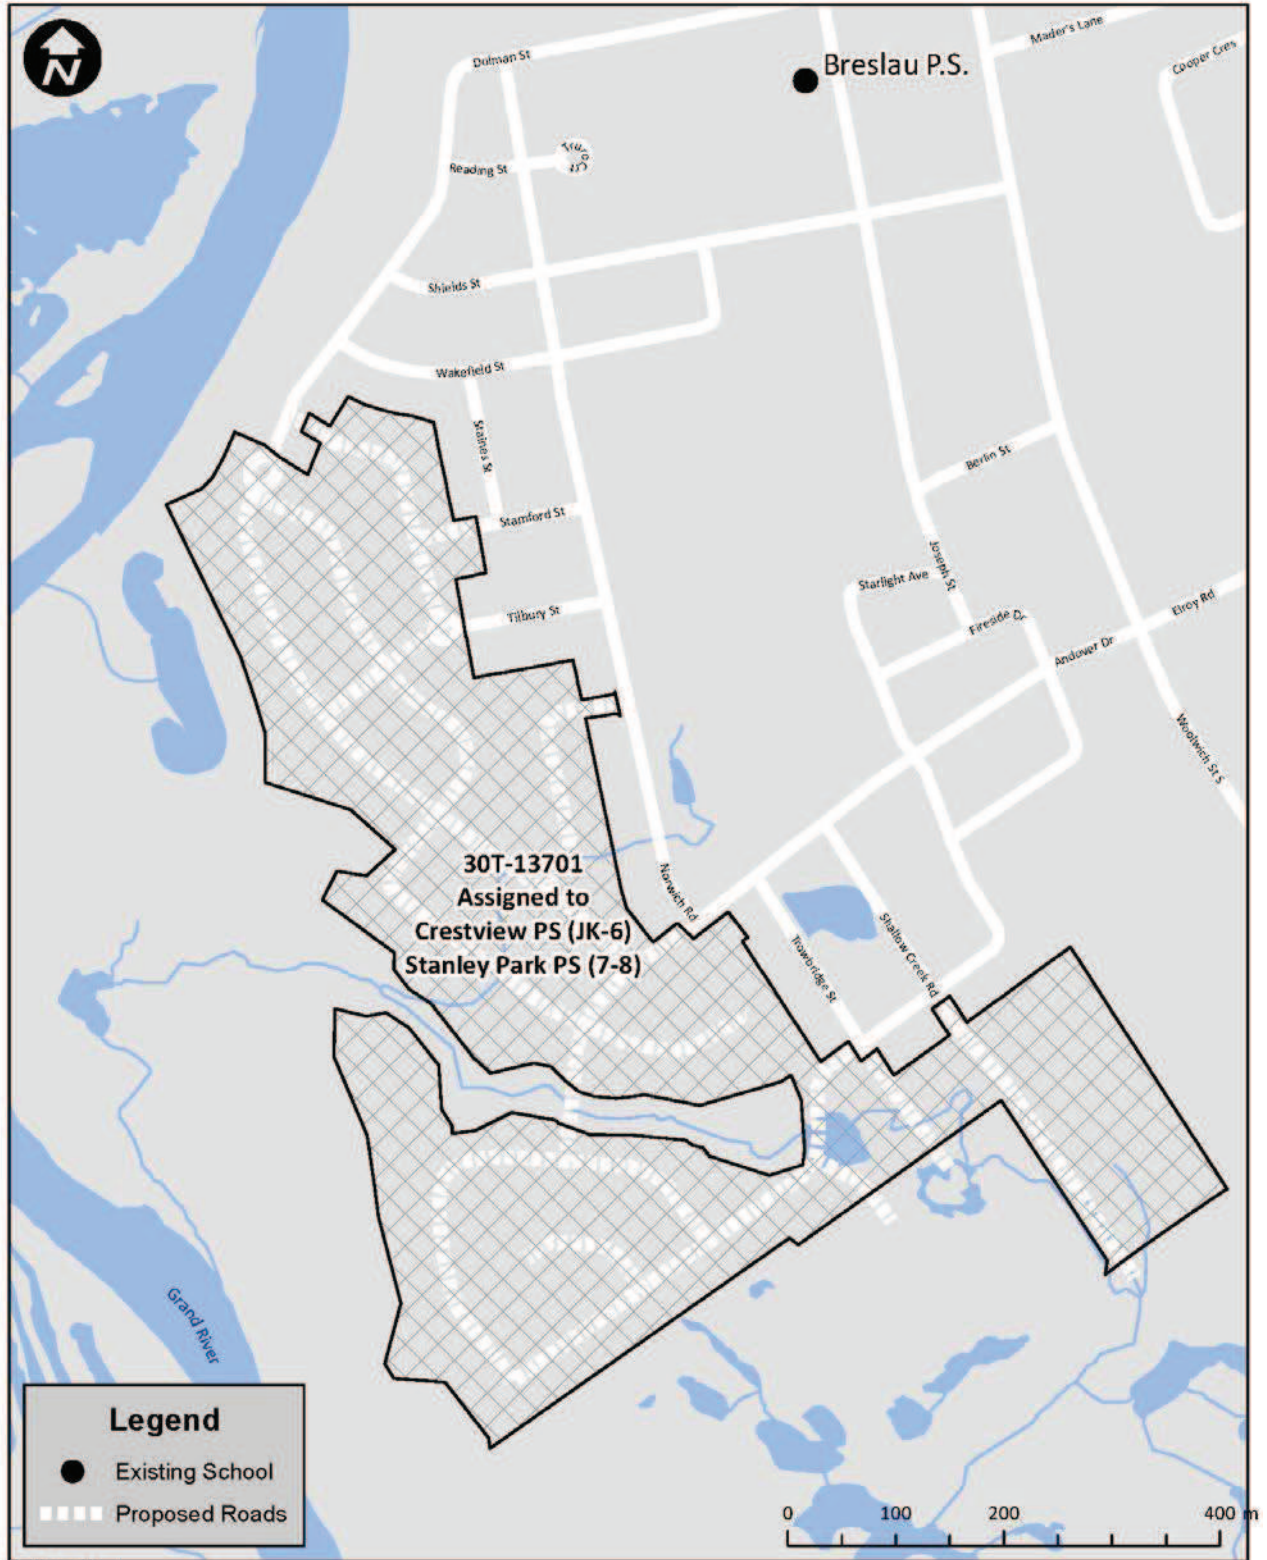 N
Dolman St
Mader's Lane
Cooper Cres
Breslau P.S.
Reading St
Truro Cr
Shields St
Wakefield St
Staines St
Stamford St
Berlin St
Joseph St
Starlight Ave
Tilbury St
Fireside Dr
Elroy Rd
Andover Dr
Woolwich St S
30T-13701
Assigned to
Crestview PS (JK-6)
Stanley Park PS (7-8)
Norwich Rd
Trowbridge St
Shallow Creek Rd
Grand River
Legend
Existing School
Proposed Roads
0 100 200 400 m